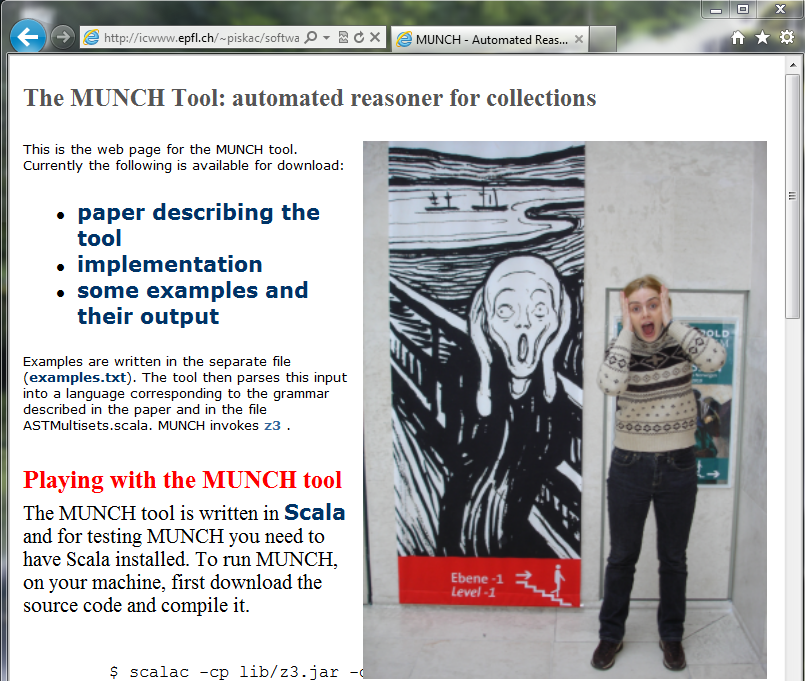 http://icwww.epfl.ch/~piskac/softwa
MUNCH - Automated Reas...
The MUNCH Tool: automated reasoner for collections
This is the web page for the MUNCH tool.
Currently the following is available for download:
paper describing the
tool
implementation
some examples and
their output
Examples are written in the separate file
(examples.txt). The tool then parses this input
into a language corresponding to the grammar
described in the paper and in the file
ASTMultisets.scala. MUNCH invokes z3 .
Playing with the MUNCH tool
The MUNCH tool is written in Scala
and for testing MUNCH you need to
have Scala installed. To run MUNCH,
on your machine, first download the
source code and compile it.
$ scalac -cp lib/z3.jar -
Ebene -1
Level -1